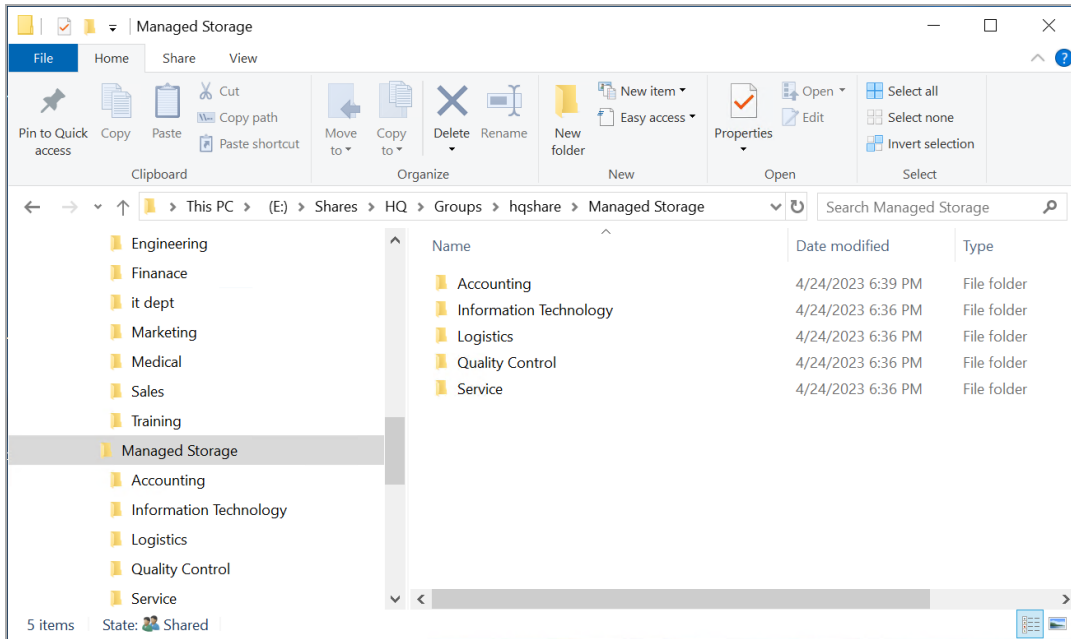 Managed Storage
File Home Share View
?
Pin to Quick access
Copy
Paste
Cut
Copy path
Paste shortcut
Clipboard
Move to
Copy to
Delete
Rename
Organize
New folder
New item
Easy access
New
Properties
Open
Edit
Open
Select all
Select none
Invert selection
Select
This PC > (E:) > Shares > HQ > Groups > hqshare > Managed Storage
Search Managed Storage
Engineering
Finanace
it dept
Marketing
Medical
Sales
Training
Managed Storage
Accounting
Information Technology
Logistics
Quality Control
Service
Name Date modified Type
Accounting 4/24/2023 6:39 PM File folder
Information Technology 4/24/2023 6:36 PM File folder
Logistics 4/24/2023 6:36 PM File folder
Quality Control 4/24/2023 6:36 PM File folder
Service 4/24/2023 6:36 PM File folder
5 items State: Shared